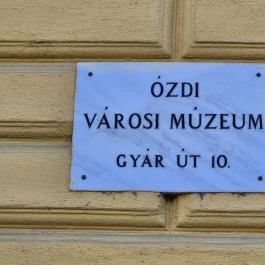 ÓZDI
VÁROSI MÚZEUM
GYÁR ÚT 10.